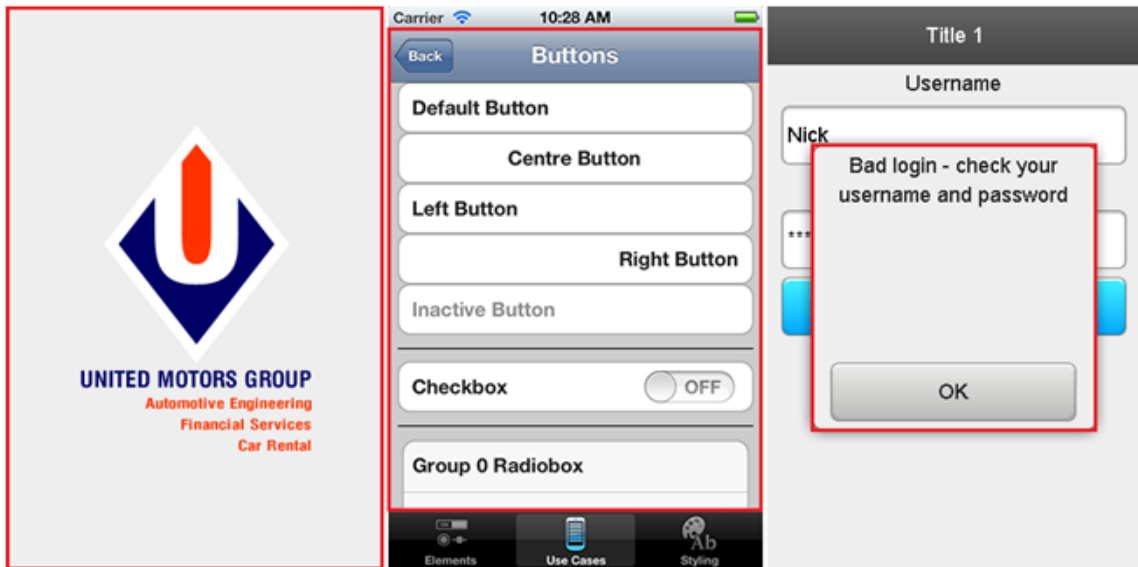 UNITED MOTORS GROUP
Automotive Engineering
Financial Services
Car Rental
Carrier 10:28 AM
Back Buttons
Default Button
Centre Button
Left Button
Right Button
Inactive Button
Checkbox OFF
Group 0 Radiobox
Elements Use Cases Styling
Title 1
Username
Nick
Bad login - check your
username and password
***
OK